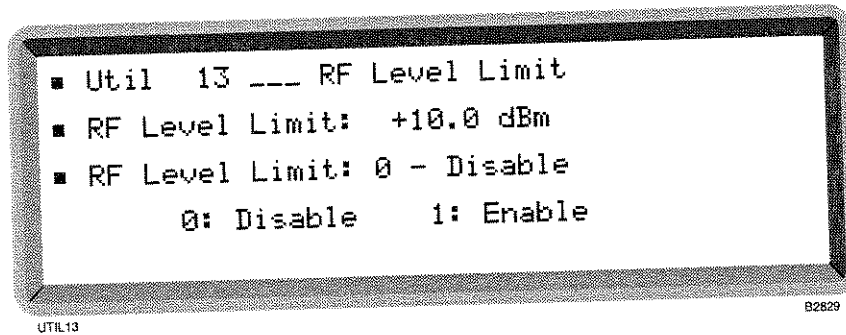 ▪ Util 13 ___ RF Level Limit
▪ RF Level Limit: +10.0 dBm
▪ RF Level Limit: 0 - Disable
0: Disable 1: Enable
B2829
UTIL13